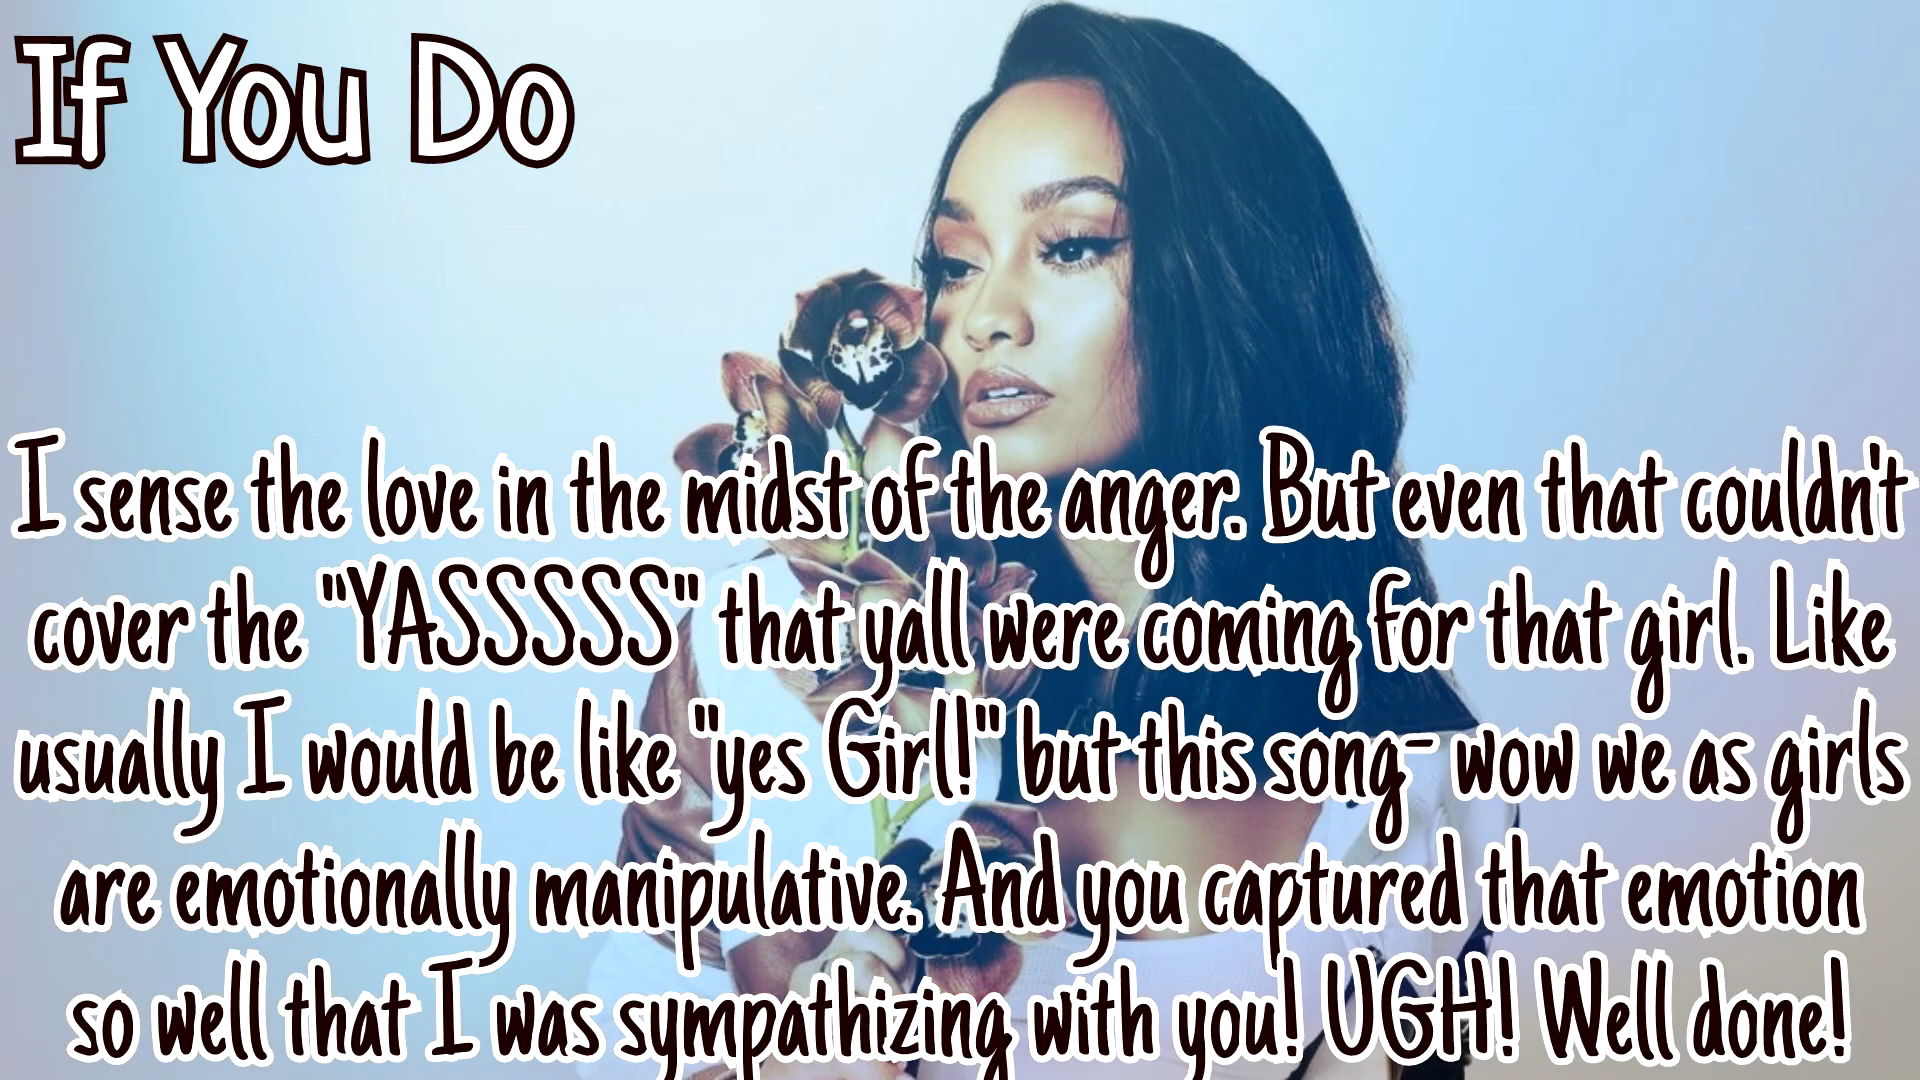 If You Do
I sense the love in the midst of the anger. But even that couldn't
cover the "YASSSSS" that yall were coming for that girl. Like
usually I would be like "yes Girl!" but this song- wow we as girls
are emotionally manipulative. And you captured that emotion
so well that I was sympathizing with you! UGH! Well done!